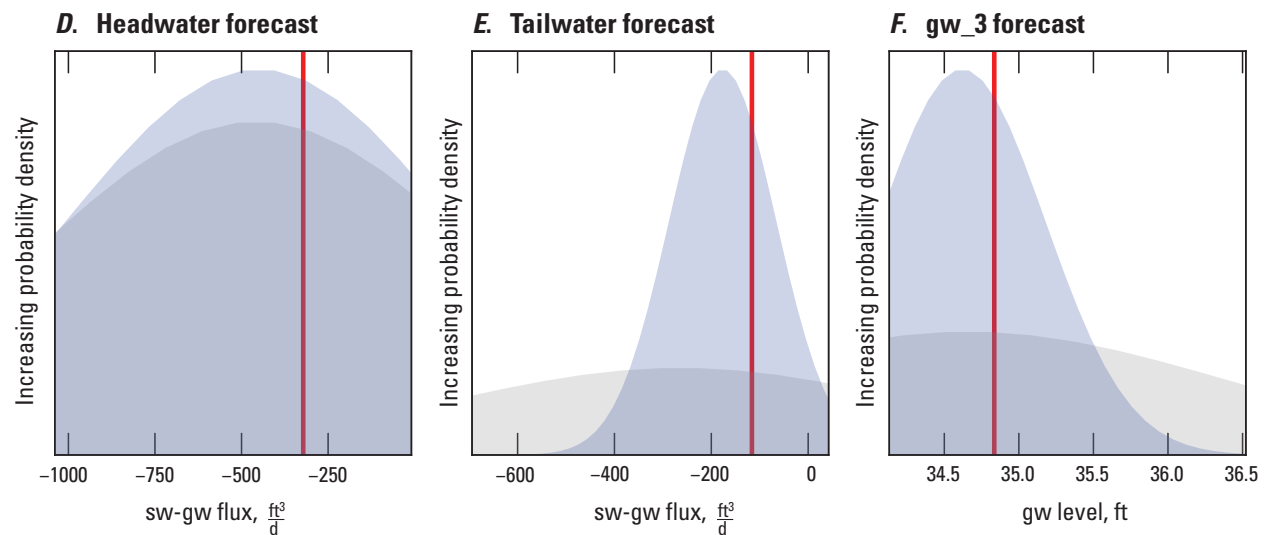 D. Headwater forecast
Increasing probability density
−1000 −750 −500 −250
sw-gw flux, ft³/d
E. Tailwater forecast
Increasing probability density
−600 −400 −200 0
sw-gw flux, ft³/d
F. gw_3 forecast
Increasing probability density
34.5 35.0 35.5 36.0 36.5
gw level, ft